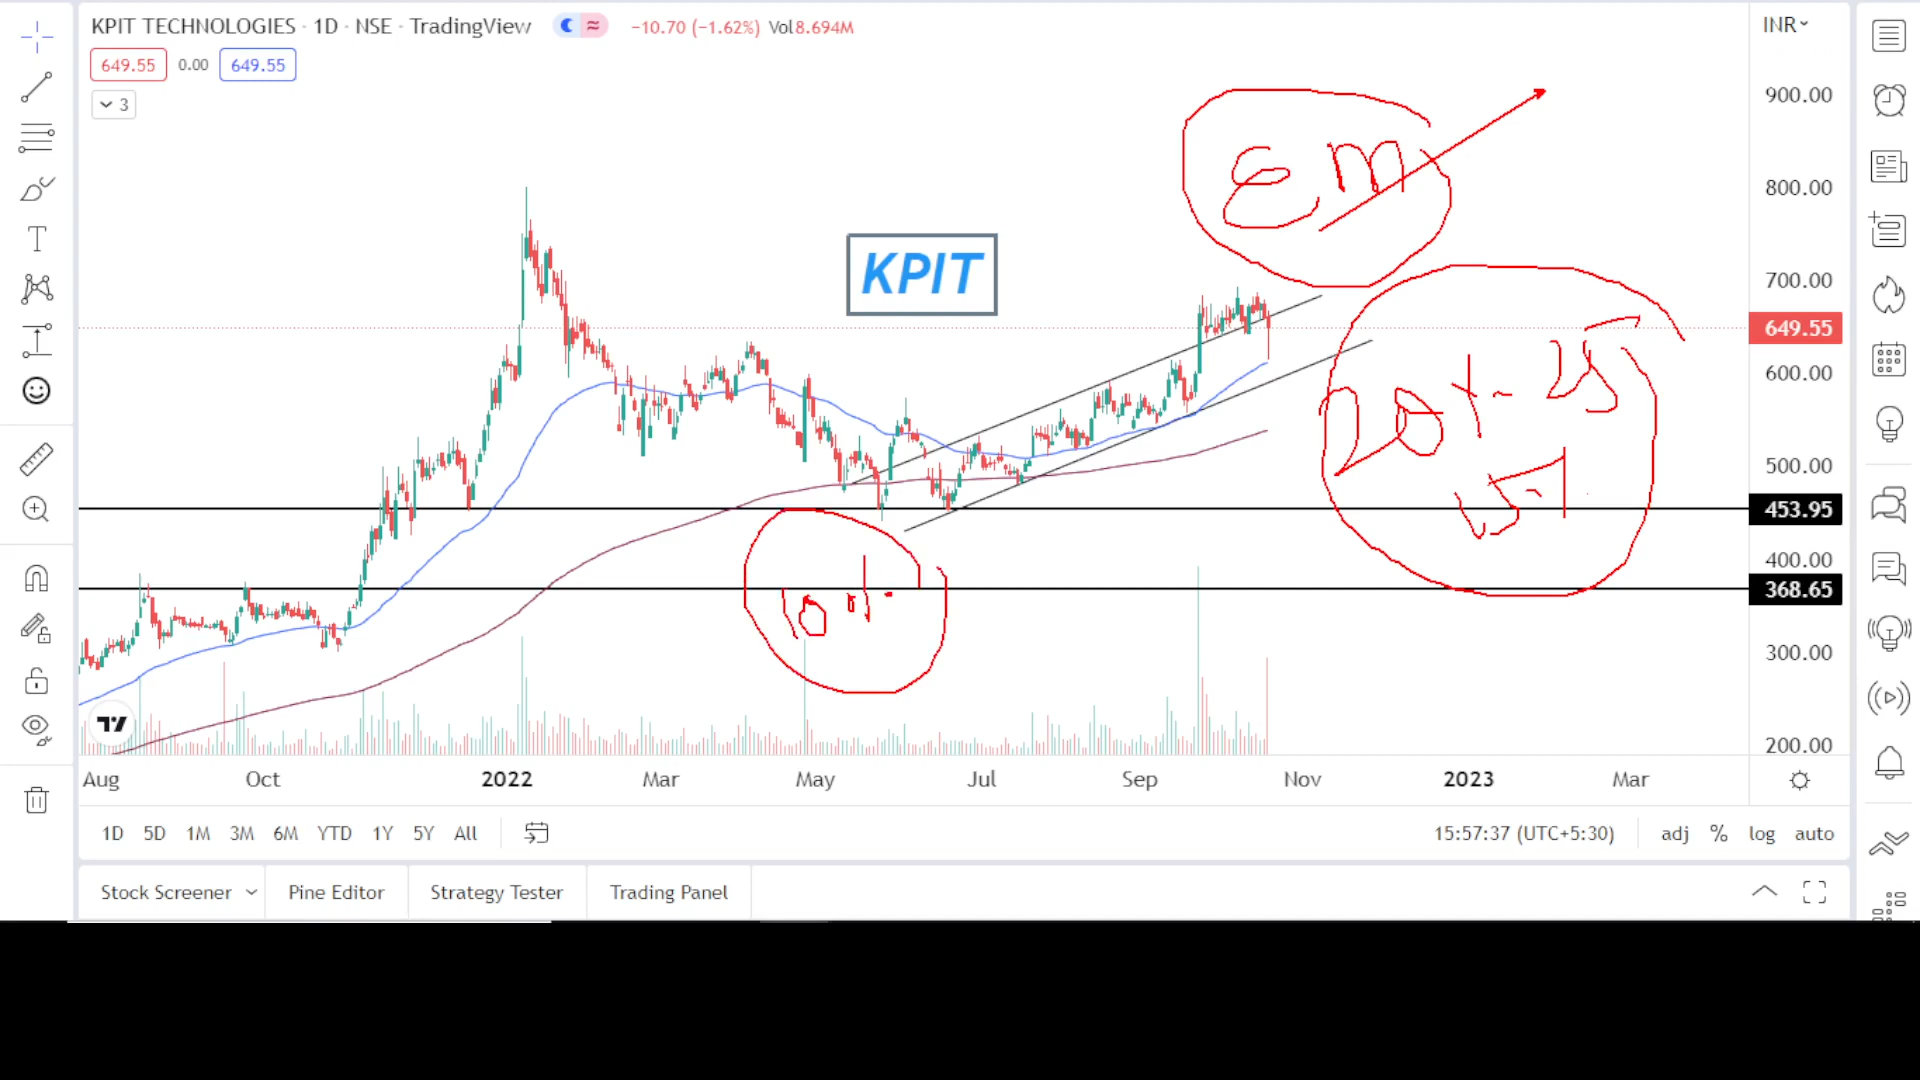 KPIT TECHNOLOGIES · 1D · NSE · TradingView −10.70 (−1.62%) Vol8.694M
INR
649.55 0.00 649.55
3
900.00
800.00
700.00
649.55
600.00
500.00
453.95
400.00
368.65
300.00
200.00
KPIT
Aug Oct 2022 Mar May Jul Sep Nov 2023 Mar
1D 5D 1M 3M 6M YTD 1Y 5Y All
15:57:37 (UTC+5:30) adj % log auto
Stock Screener Pine Editor Strategy Tester Trading Panel